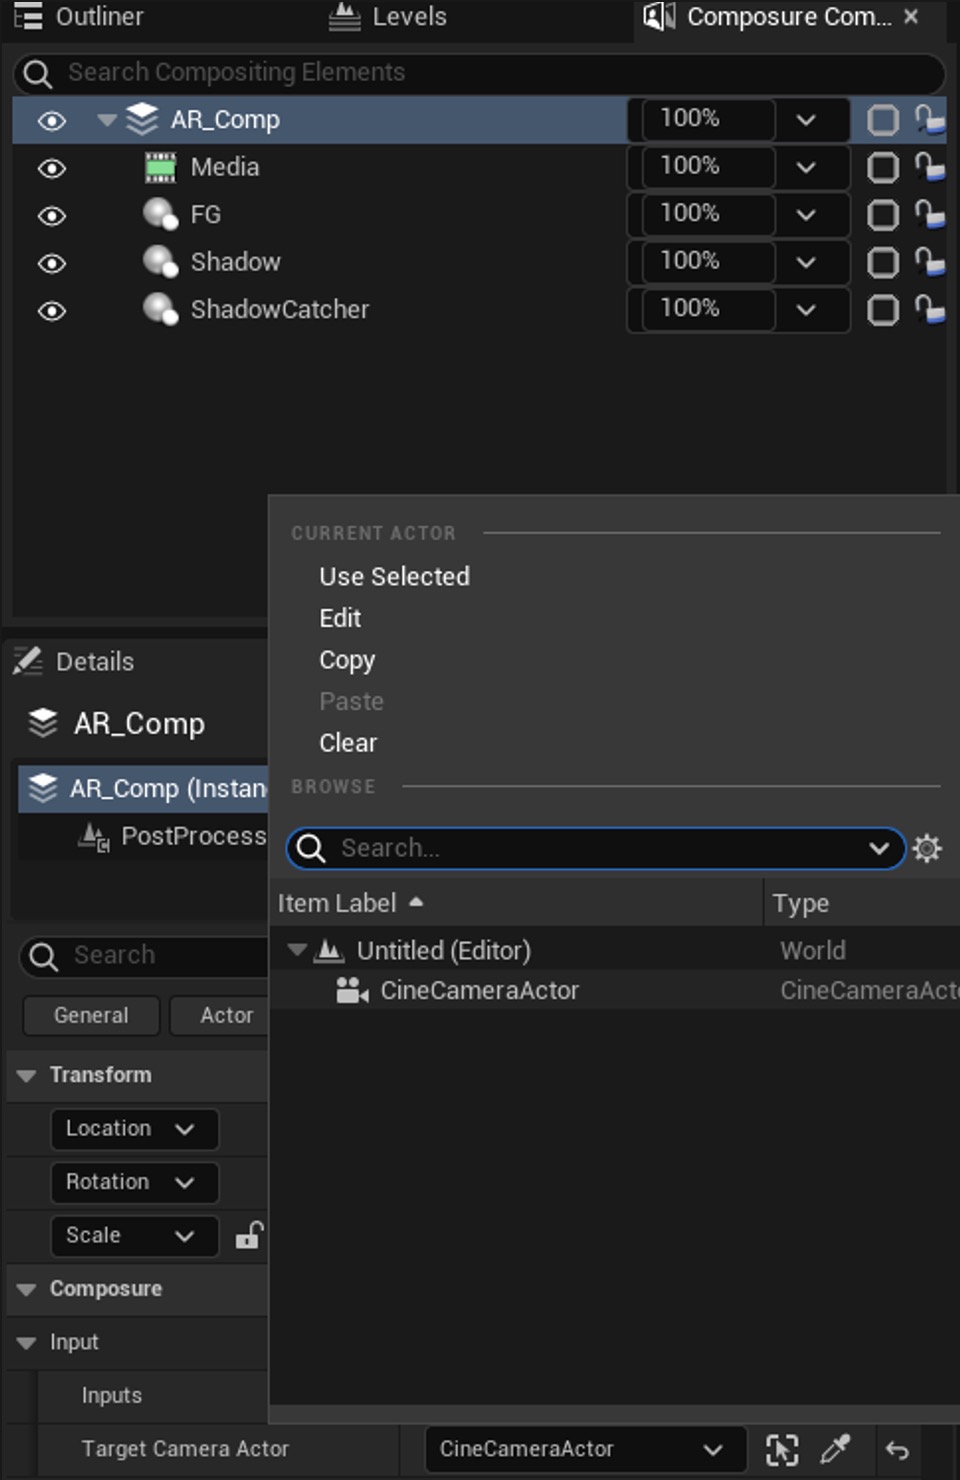 Outliner Levels Composure Com...
Search Compositing Elements
AR_Comp 100%
Media 100%
FG 100%
Shadow 100%
ShadowCatcher 100%
CURRENT ACTOR
Use Selected
Edit
Copy
Paste
Clear
BROWSE
Search...
Item Label Type
Untitled (Editor) World
CineCameraActor CineCameraActo
Details
AR_Comp
AR_Comp (Instan
PostProcess
Search
General Actor
Transform
Location
Rotation
Scale
Composure
Input
Inputs
Target Camera Actor CineCameraActor